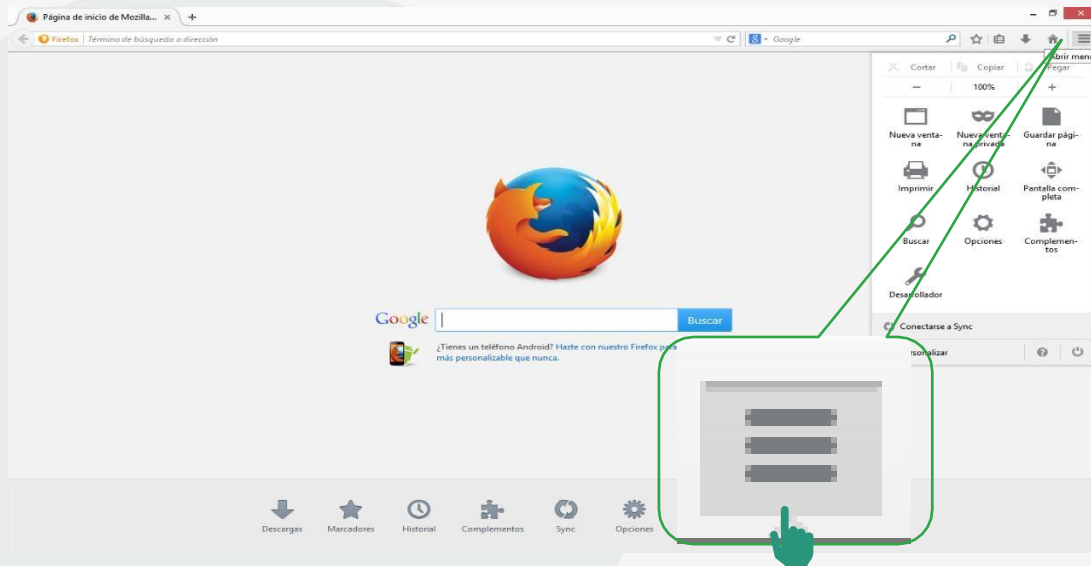 Página de inicio de Mozilla...
Firefox Término de búsqueda o dirección
Google
Abrir men
Cortar Copiar Pegar
100%
Nueva venta-
na
Nueva venta-
na privada
Guardar pági-
na
Imprimir Historial
Pantalla com-
pleta
Buscar Opciones
Complemen-
tos
Desarrollador
Conectarse a Sync
rsonalizar
Google
Buscar
¿Tienes un teléfono Android? Hazte con nuestro Firefox para
más personalizable que nunca.
Descargas Marcadores Historial Complementos Sync Opciones